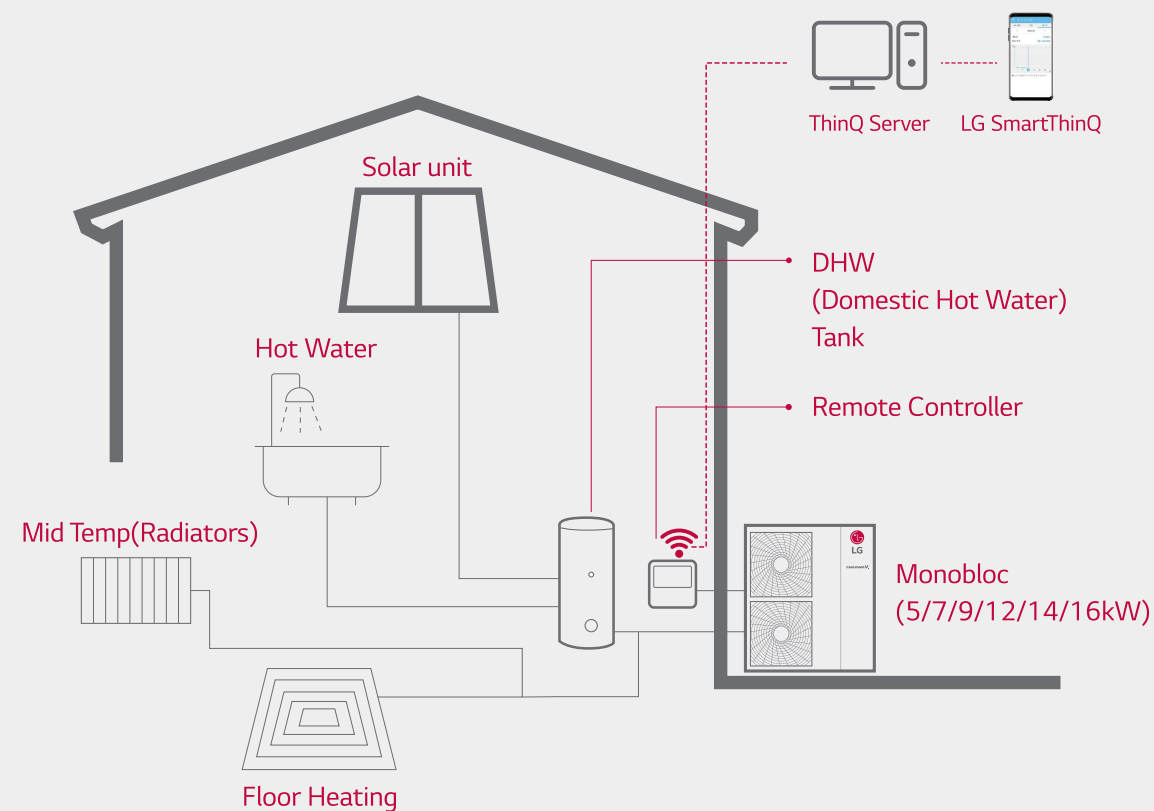 ThinQ Server
LG SmartThinQ
Solar unit
DHW
(Domestic Hot Water)
Tank
Hot Water
Remote Controller
Mid Temp(Radiators)
LG
Monobloc
(5/7/9/12/14/16kW)
Floor Heating